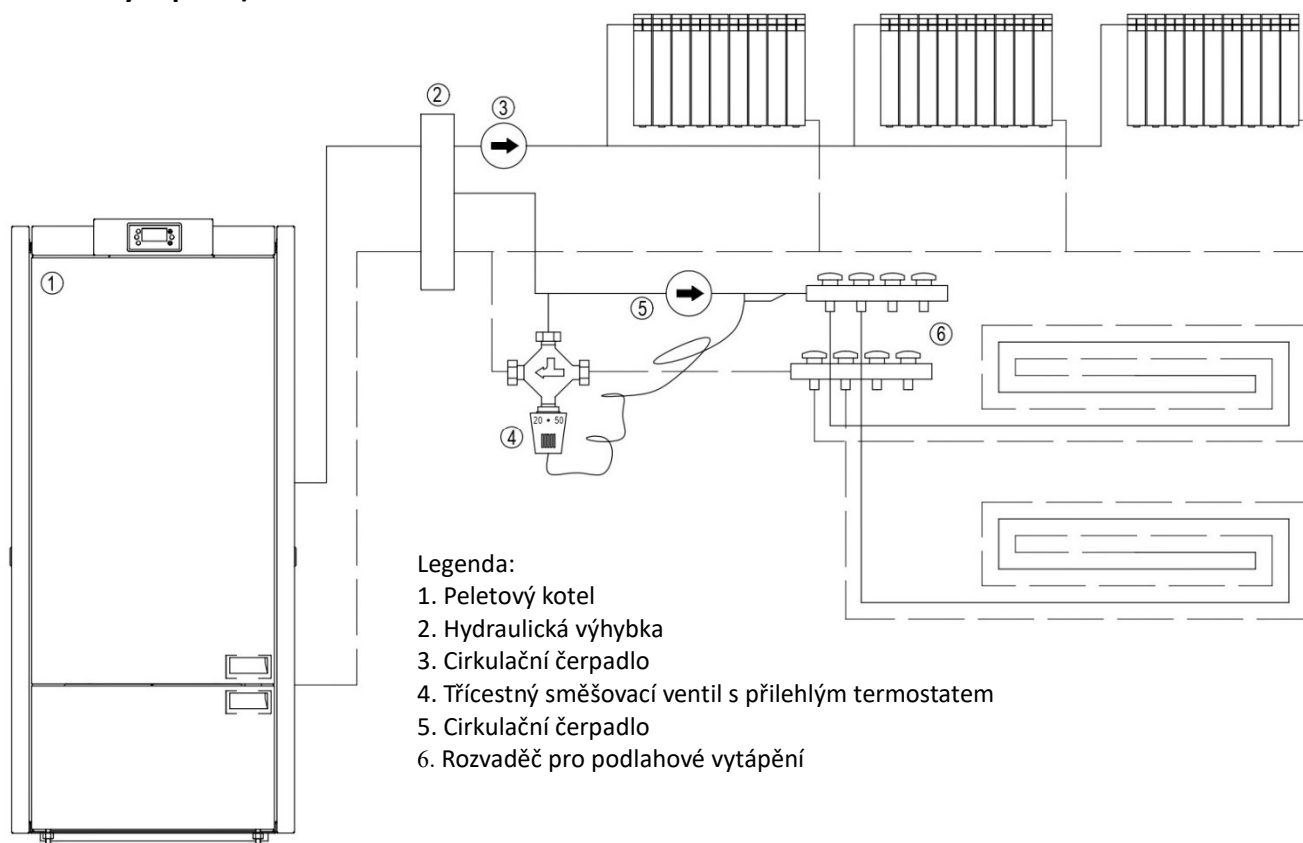 2
3
1
5
6
20 • 50
4
Legenda:
1. Peletový kotel
2. Hydraulická výhybka
3. Cirkulační čerpadlo
4. Třícestný směšovací ventil s přilehlým termostatem
5. Cirkulační čerpadlo
6. Rozvaděč pro podlahové vytápění